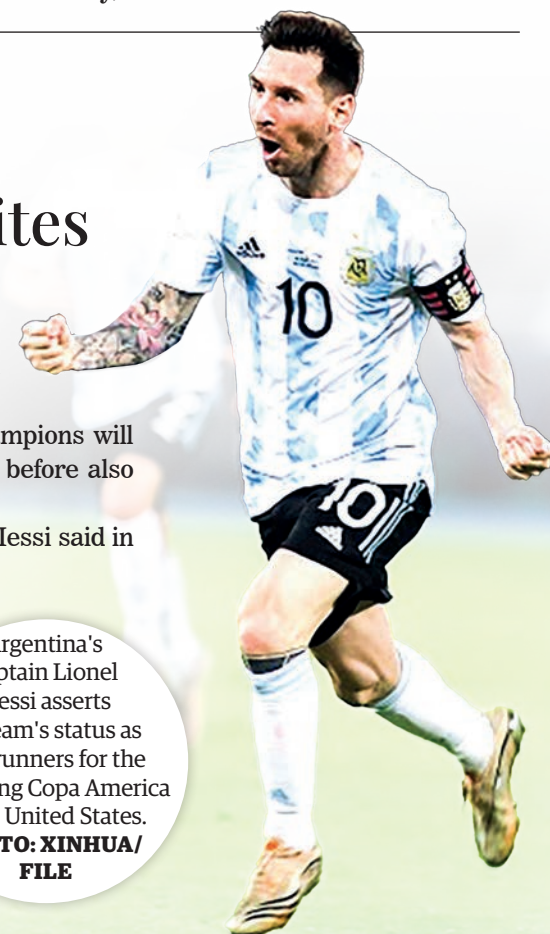 ites
10
mpions will
before also
essi said in
10
rgentina's
ptain Lionel
essi asserts
eam's status as
runners for the
ng Copa America
United States.
TO: XINHUA/
FILE